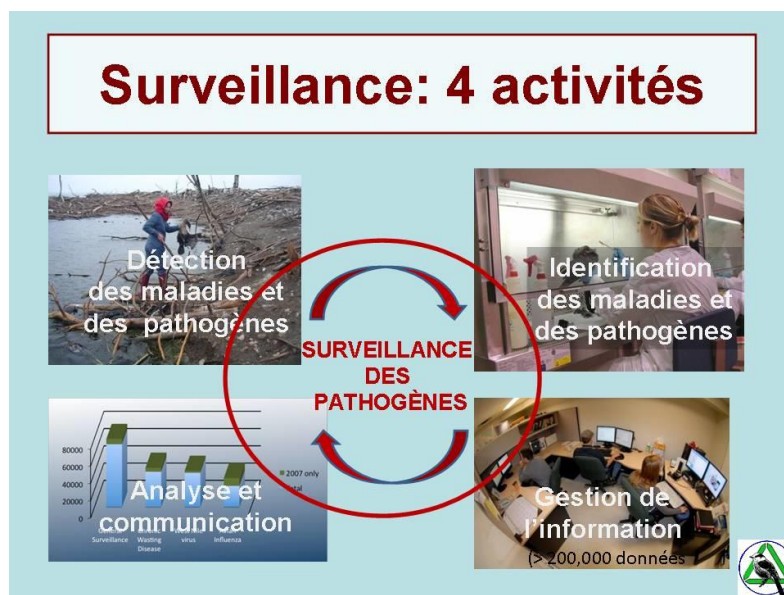 Surveillance: 4 activités
Détection
des maladies et
des pathogènes
Identification
des maladies et
des pathogènes
SURVEILLANCE
DES
PATHOGÈNES
80000
60000
40000
20000
0
2007 only
Analyse et
communication
Surveillance
Wasting
Disease
virus
Influenza
Gestion de
l'information
(> 200,000 données